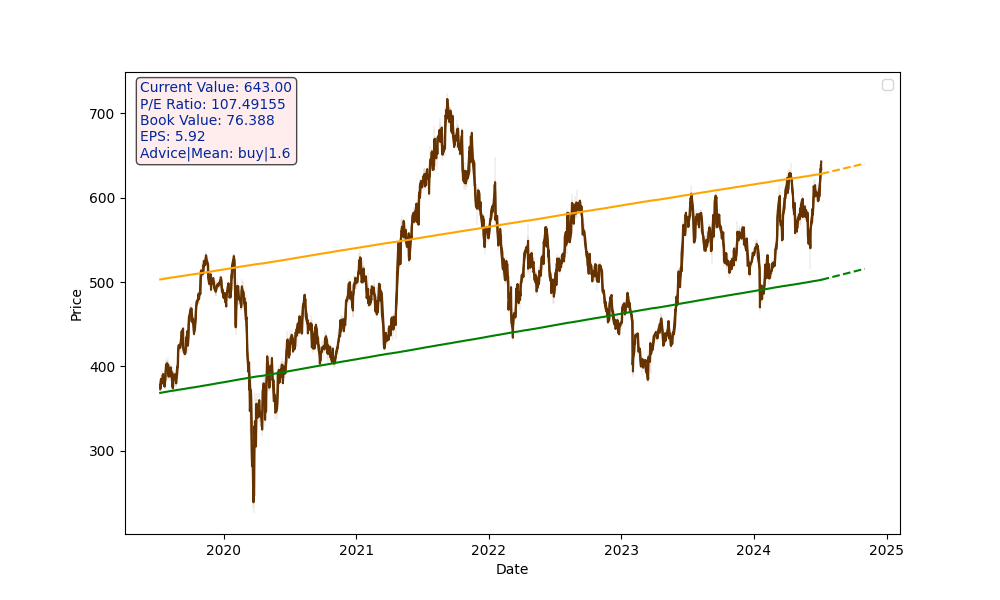 Current Value: 643.00
P/E Ratio: 107.49155
Book Value: 76.388
EPS: 5.92
Advice|Mean: buy|1.6
Price
700
600
500
400
300
2020 2021 2022 2023 2024 2025
Date